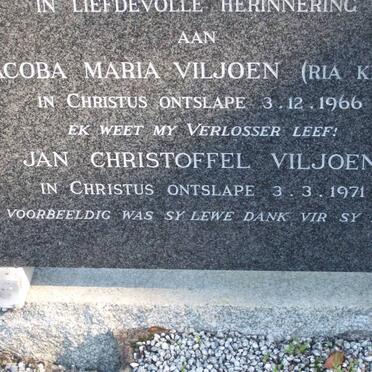 IN LIEFDEVOLLE HERINNERING
AAN
ACOBA MARIA VILJOEN (RIA K
IN CHRISTUS ONTSLAPE 3.12.1966
EK WEET MY VERLOSSER LEEF!
JAN CHRISTOFFEL VILJOEN
IN CHRISTUS ONTSLAPE 3.3.1971
VOORBEELDIG WAS SY LEWE DANK VIR SY